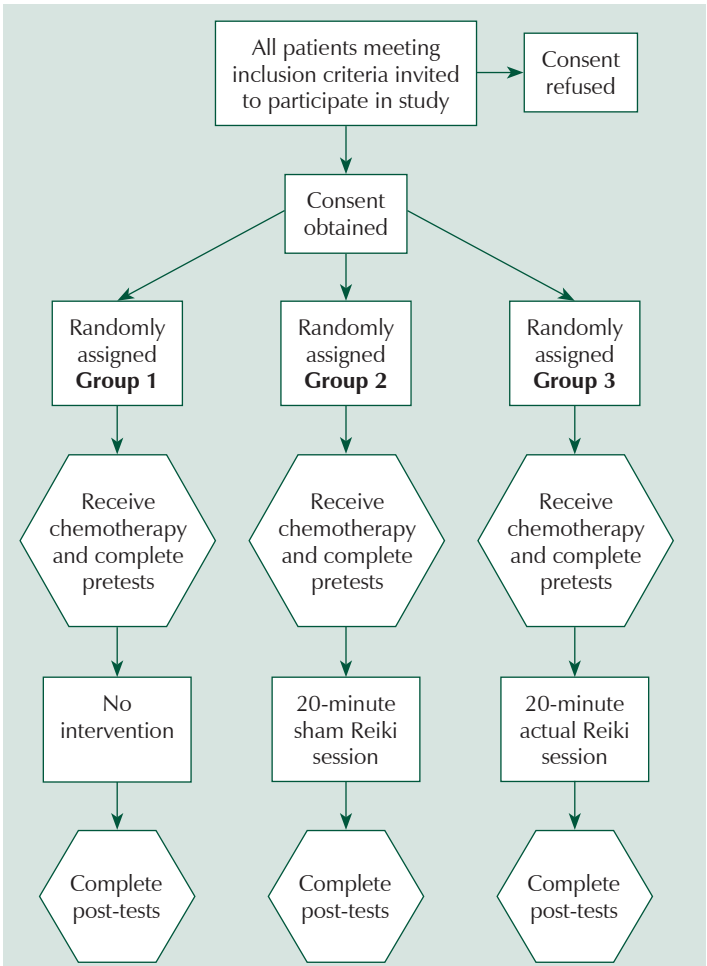 All patients meeting
inclusion criteria invited
to participate in study
Consent
refused
Consent
obtained
Randomly
assigned
Group 1
Randomly
assigned
Group 2
Randomly
assigned
Group 3
Receive
chemotherapy
and complete
pretests
Receive
chemotherapy
and complete
pretests
Receive
chemotherapy
and complete
pretests
No
intervention
20-minute
sham Reiki
session
20-minute
actual Reiki
session
Complete
post-tests
Complete
post-tests
Complete
post-tests